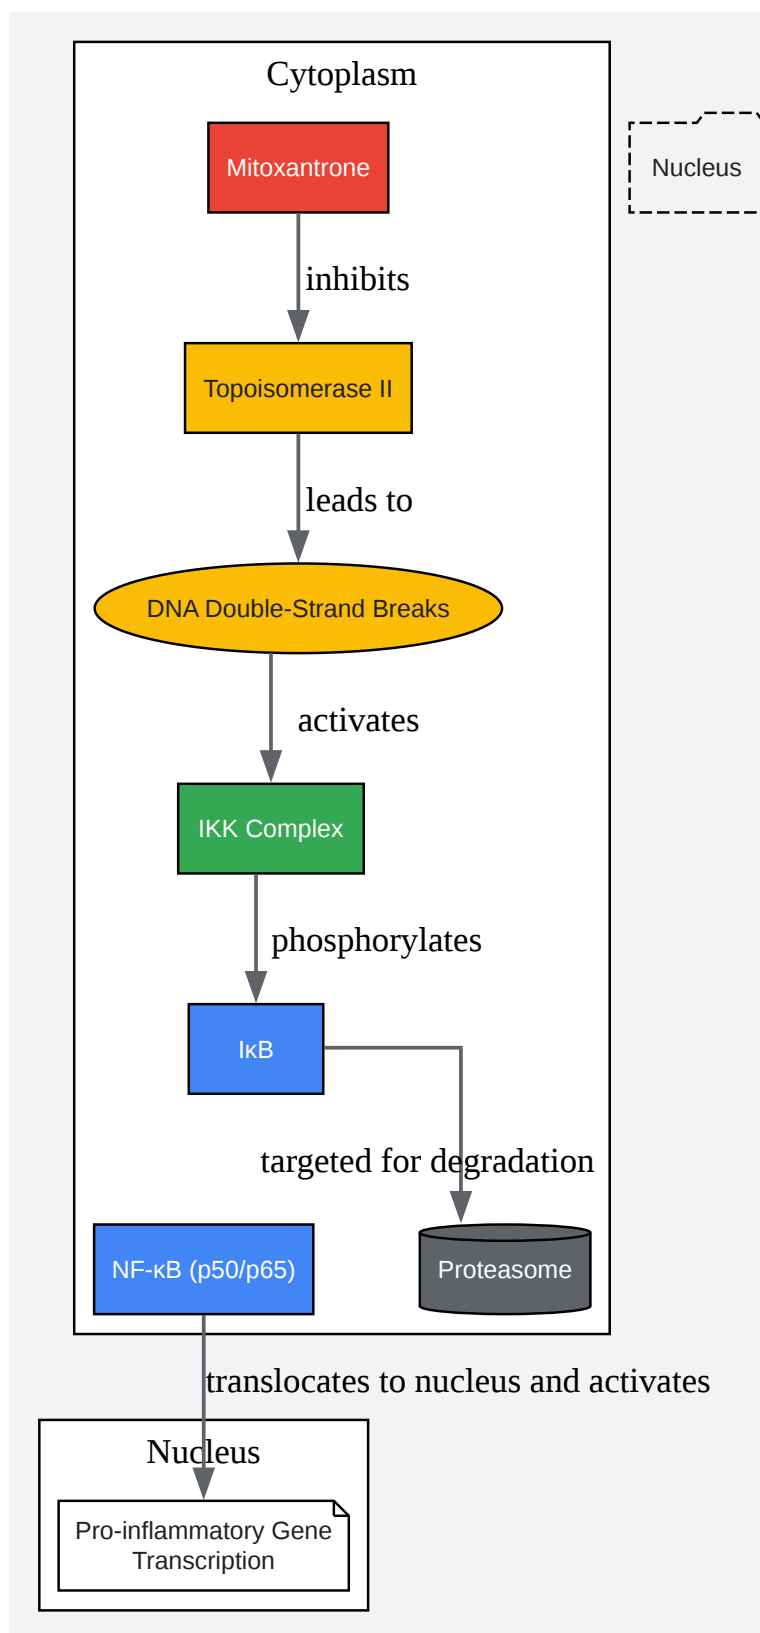 Cytoplasm
Mitoxantrone
Nucleus
inhibits
Topoisomerase II
leads to
DNA Double-Strand Breaks
activates
IKK Complex
phosphorylates
IκB
targeted for degradation
NF-κB (p50/p65)
Proteasome
translocates to nucleus and activates
Nucleus
Pro-inflammatory Gene
Transcription